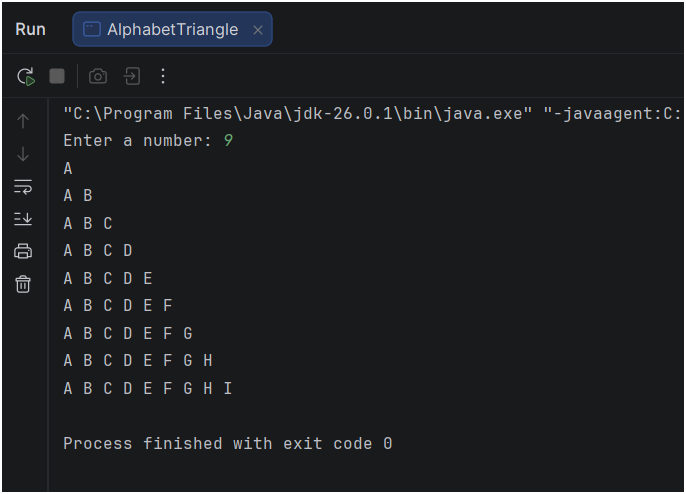 Run
AlphabetTriangle
"C:\Program Files\Java\jdk-26.0.1\bin\java.exe" "-javaagent:C:
Enter a number: 9
A
A B
A B C
A B C D
A B C D E
A B C D E F
A B C D E F G
A B C D E F G H
A B C D E F G H I
Process finished with exit code 0